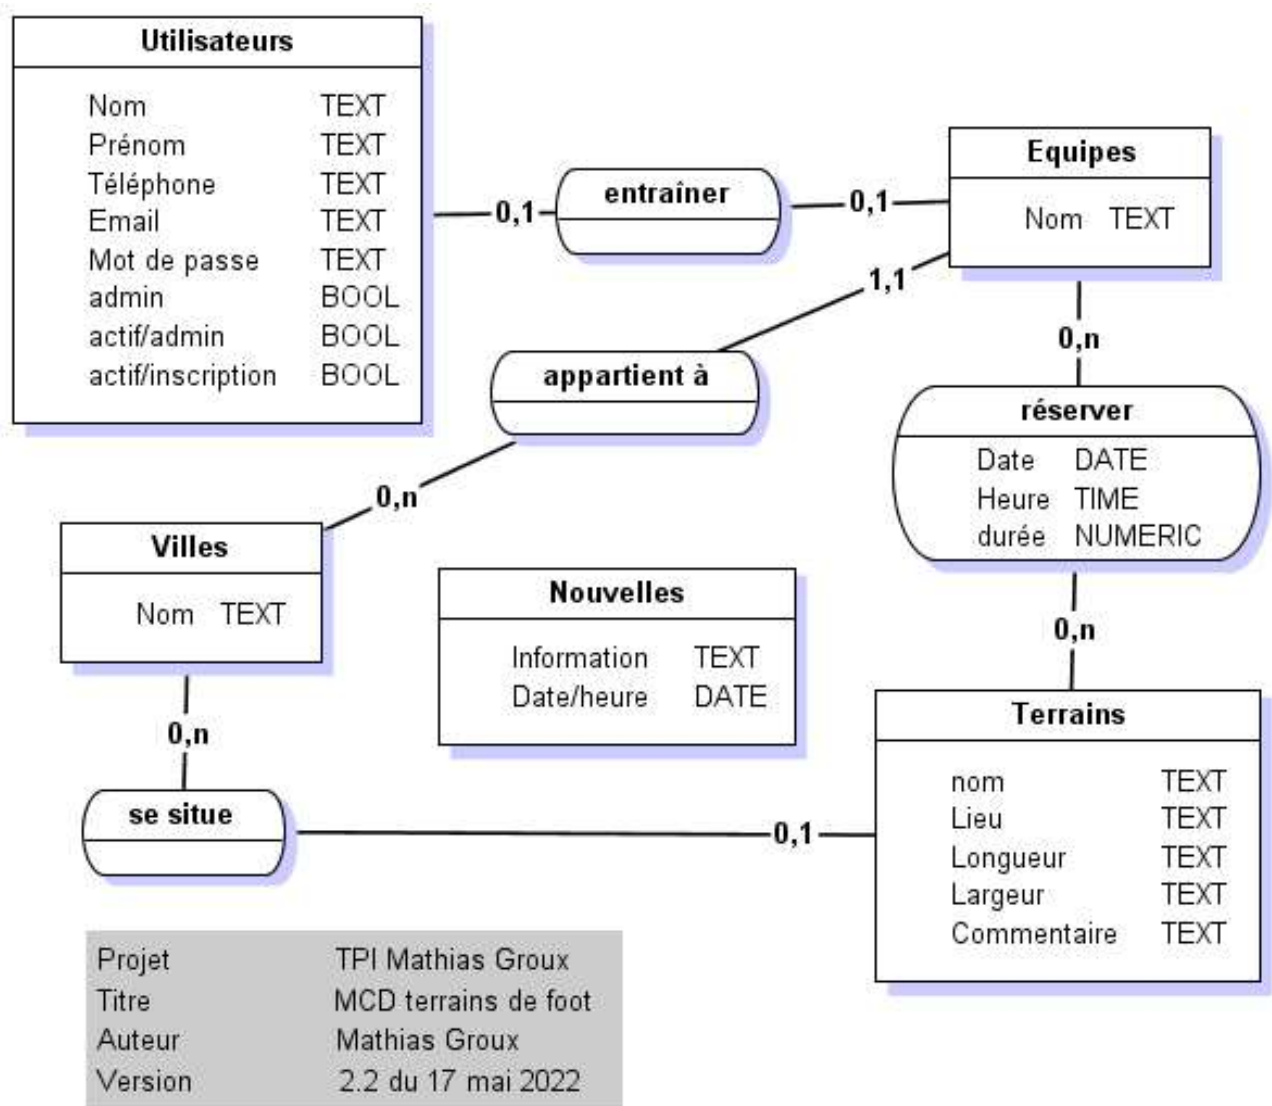 Utilisateurs
Nom TEXT
Prénom TEXT
Téléphone TEXT
Email TEXT
Mot de passe TEXT
admin BOOL
actif/admin BOOL
actif/inscription BOOL
0,1
entraîner
0,1
Equipes
Nom TEXT
1,1
appartient à
0,n
0,n
réserver
Date DATE
Heure TIME
durée NUMERIC
0,n
Villes
Nom TEXT
Nouvelles
Information TEXT
Date/heure DATE
0,n
se situe
0,1
Terrains
nom TEXT
Lieu TEXT
Longueur TEXT
Largeur TEXT
Commentaire TEXT
Projet TPI Mathias Groux
Titre MCD terrains de foot
Auteur Mathias Groux
Version 2.2 du 17 mai 2022